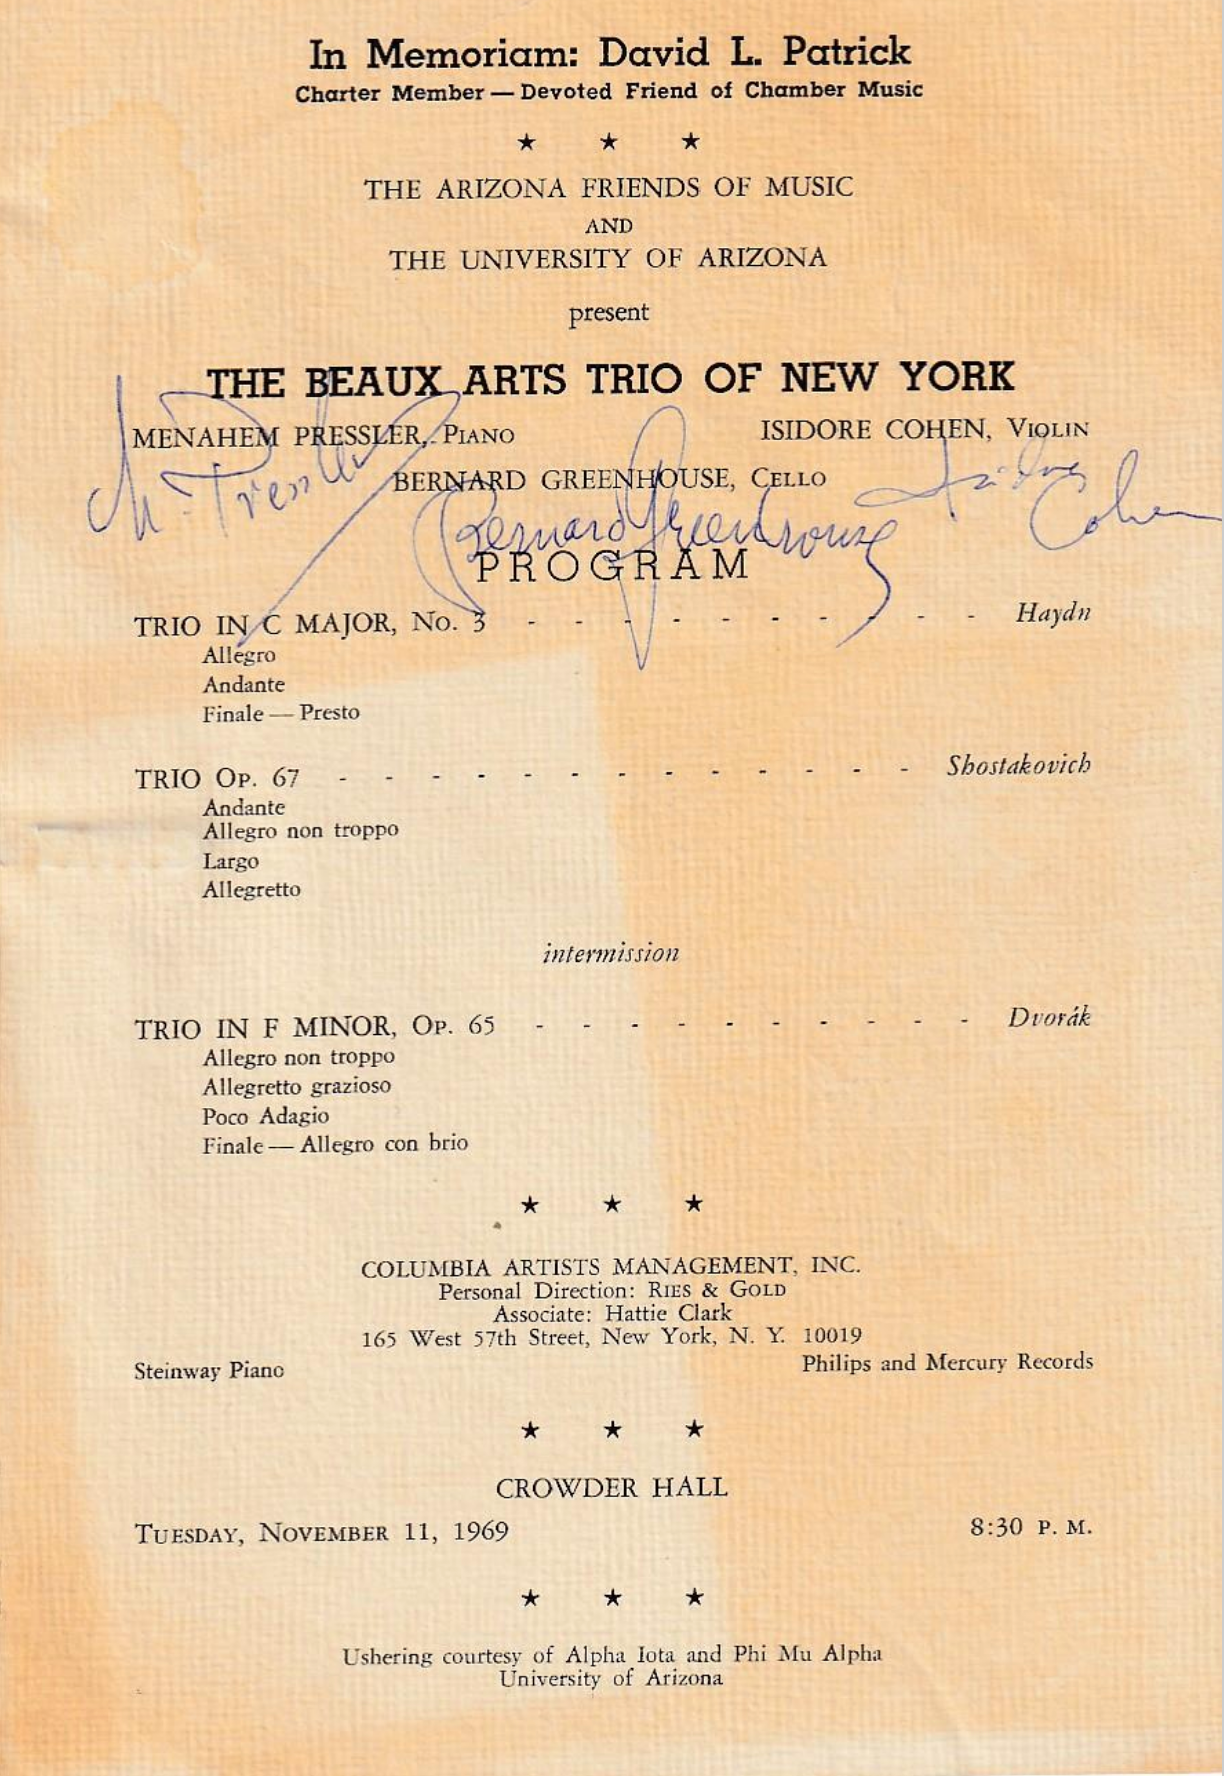 In Memoriam: David L. Patrick
Charter Member — Devoted Friend of Chamber Music
★ ★ ★
THE ARIZONA FRIENDS OF MUSIC
AND
THE UNIVERSITY OF ARIZONA
present
THE BEAUX ARTS TRIO OF NEW YORK
MENAHEM PRESSLER, PIANO ISIDORE COHEN, VIOLIN
BERNARD GREENHOUSE, CELLO
M. Pressler
Bernard Greenhouse
Isidore Cohen
PROGRAM
TRIO IN C MAJOR, No. 3 - - - - - - - - - - Haydn
Allegro
Andante
Finale — Presto
TRIO OP. 67 - - - - - - - - - - - - - Shostakovich
Andante
Allegro non troppo
Largo
Allegretto
intermission
TRIO IN F MINOR, OP. 65 - - - - - - - - - - Dvorák
Allegro non troppo
Allegretto grazioso
Poco Adagio
Finale — Allegro con brio
★ ★ ★
COLUMBIA ARTISTS MANAGEMENT, INC.
Personal Direction: RIES & GOLD
Associate: Hattie Clark
165 West 57th Street, New York, N. Y. 10019
Steinway Piano Philips and Mercury Records
★ ★ ★
CROWDER HALL
TUESDAY, NOVEMBER 11, 1969 8:30 P. M.
★ ★ ★
Ushering courtesy of Alpha Iota and Phi Mu Alpha
University of Arizona